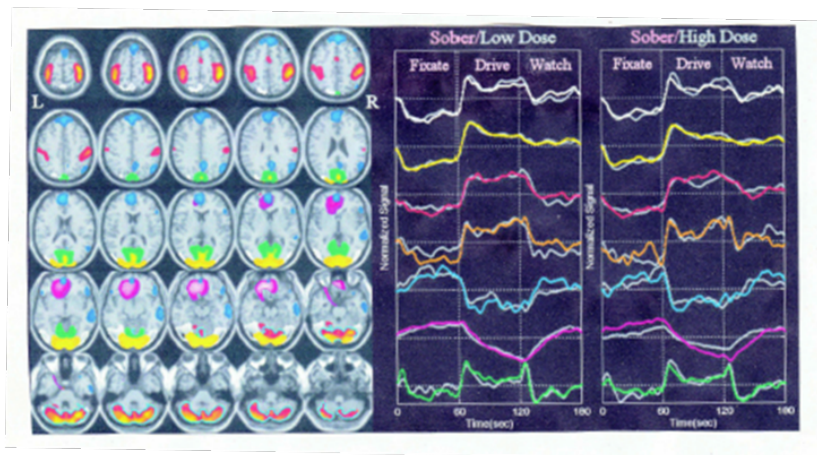 Sober/Low Dose
Fixate Drive Watch
Normalized Signal
0 60 120 180
Time(sec)
Sober/High Dose
Fixate Drive Watch
Normalized Signal
0 60 120 180
Time(sec)
L
R